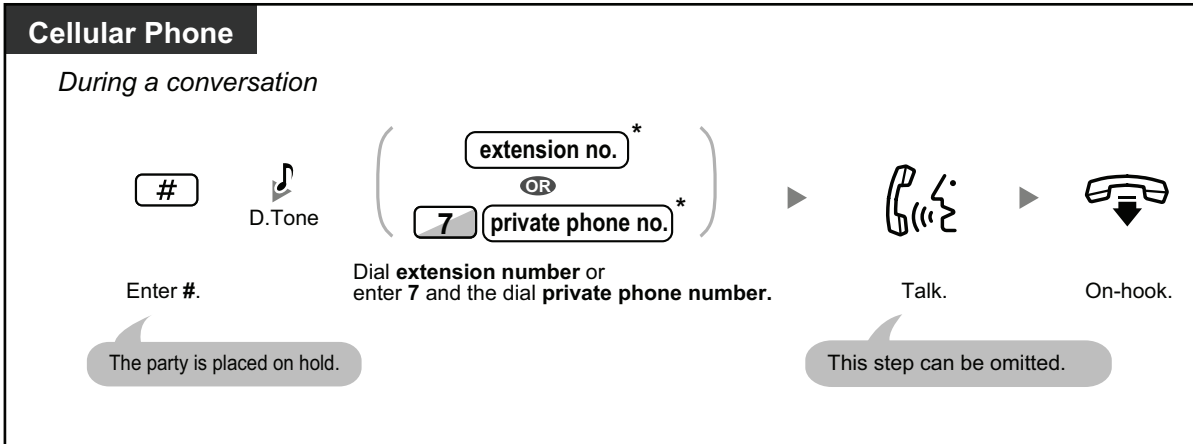 Cellular Phone
During a conversation
#
D.Tone
extension no.*
OR
7 private phone no.*
Enter #.
Dial extension number or
enter 7 and the dial private phone number.
Talk.
On-hook.
The party is placed on hold.
This step can be omitted.